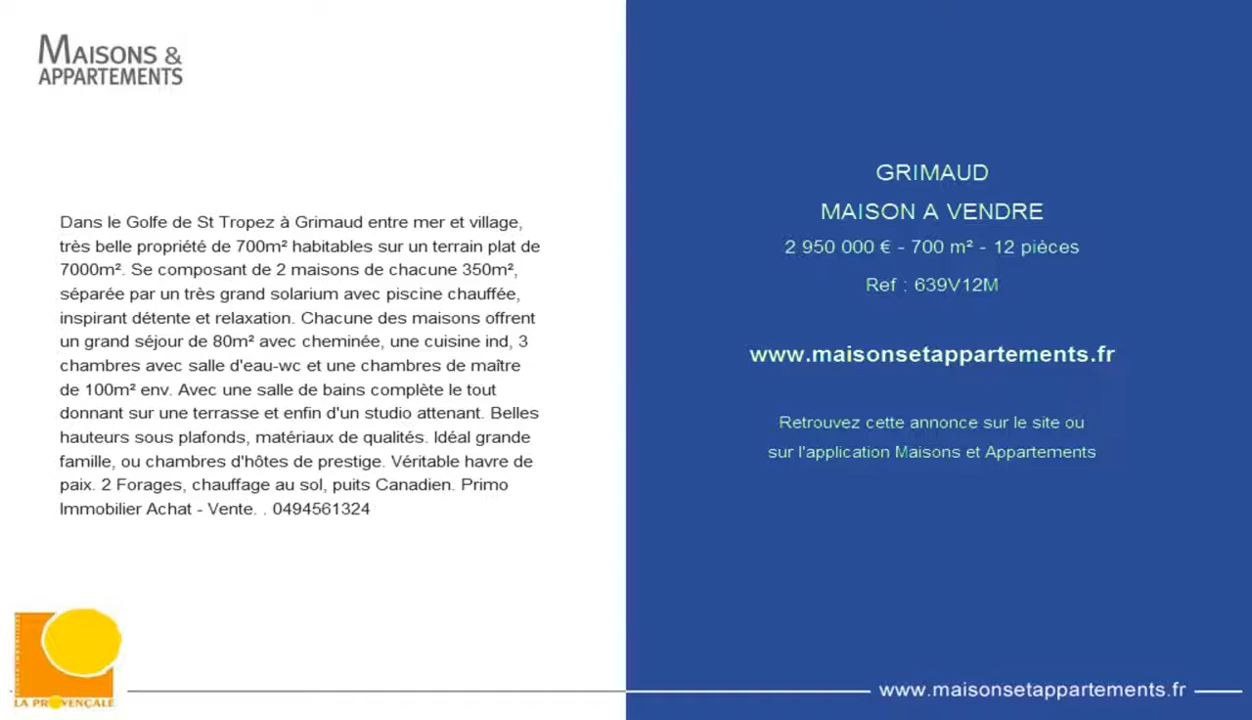 MAISONS &
APPARTEMENTS
Dans le Golfe de St Tropez à Grimaud entre mer et village,
très belle propriété de 700m² habitables sur un terrain plat de
7000m². Se composant de 2 maisons de chacune 350m²,
séparée par un très grand solarium avec piscine chauffée,
inspirant détente et relaxation. Chacune des maisons offrent
un grand séjour de 80m² avec cheminée, une cuisine ind, 3
chambres avec salle d'eau-wc et une chambres de maître
de 100m² env. Avec une salle de bains complète le tout
donnant sur une terrasse et enfin d'un studio attenant. Belles
hauteurs sous plafonds, matériaux de qualités. Idéal grande
famille, ou chambres d'hôtes de prestige. Véritable havre de
paix. 2 Forages, chauffage au sol, puits Canadien. Primo
Immobilier Achat - Vente. . 0494561324
GRIMAUD
MAISON A VENDRE
2 950 000 € - 700 m² - 12 pièces
Ref : 639V12M
www.maisonsetappartements.fr
Retrouvez cette annonce sur le site ou
sur l'application Maisons et Appartements
LA PROVENÇALE
www.maisonsetappartements.fr